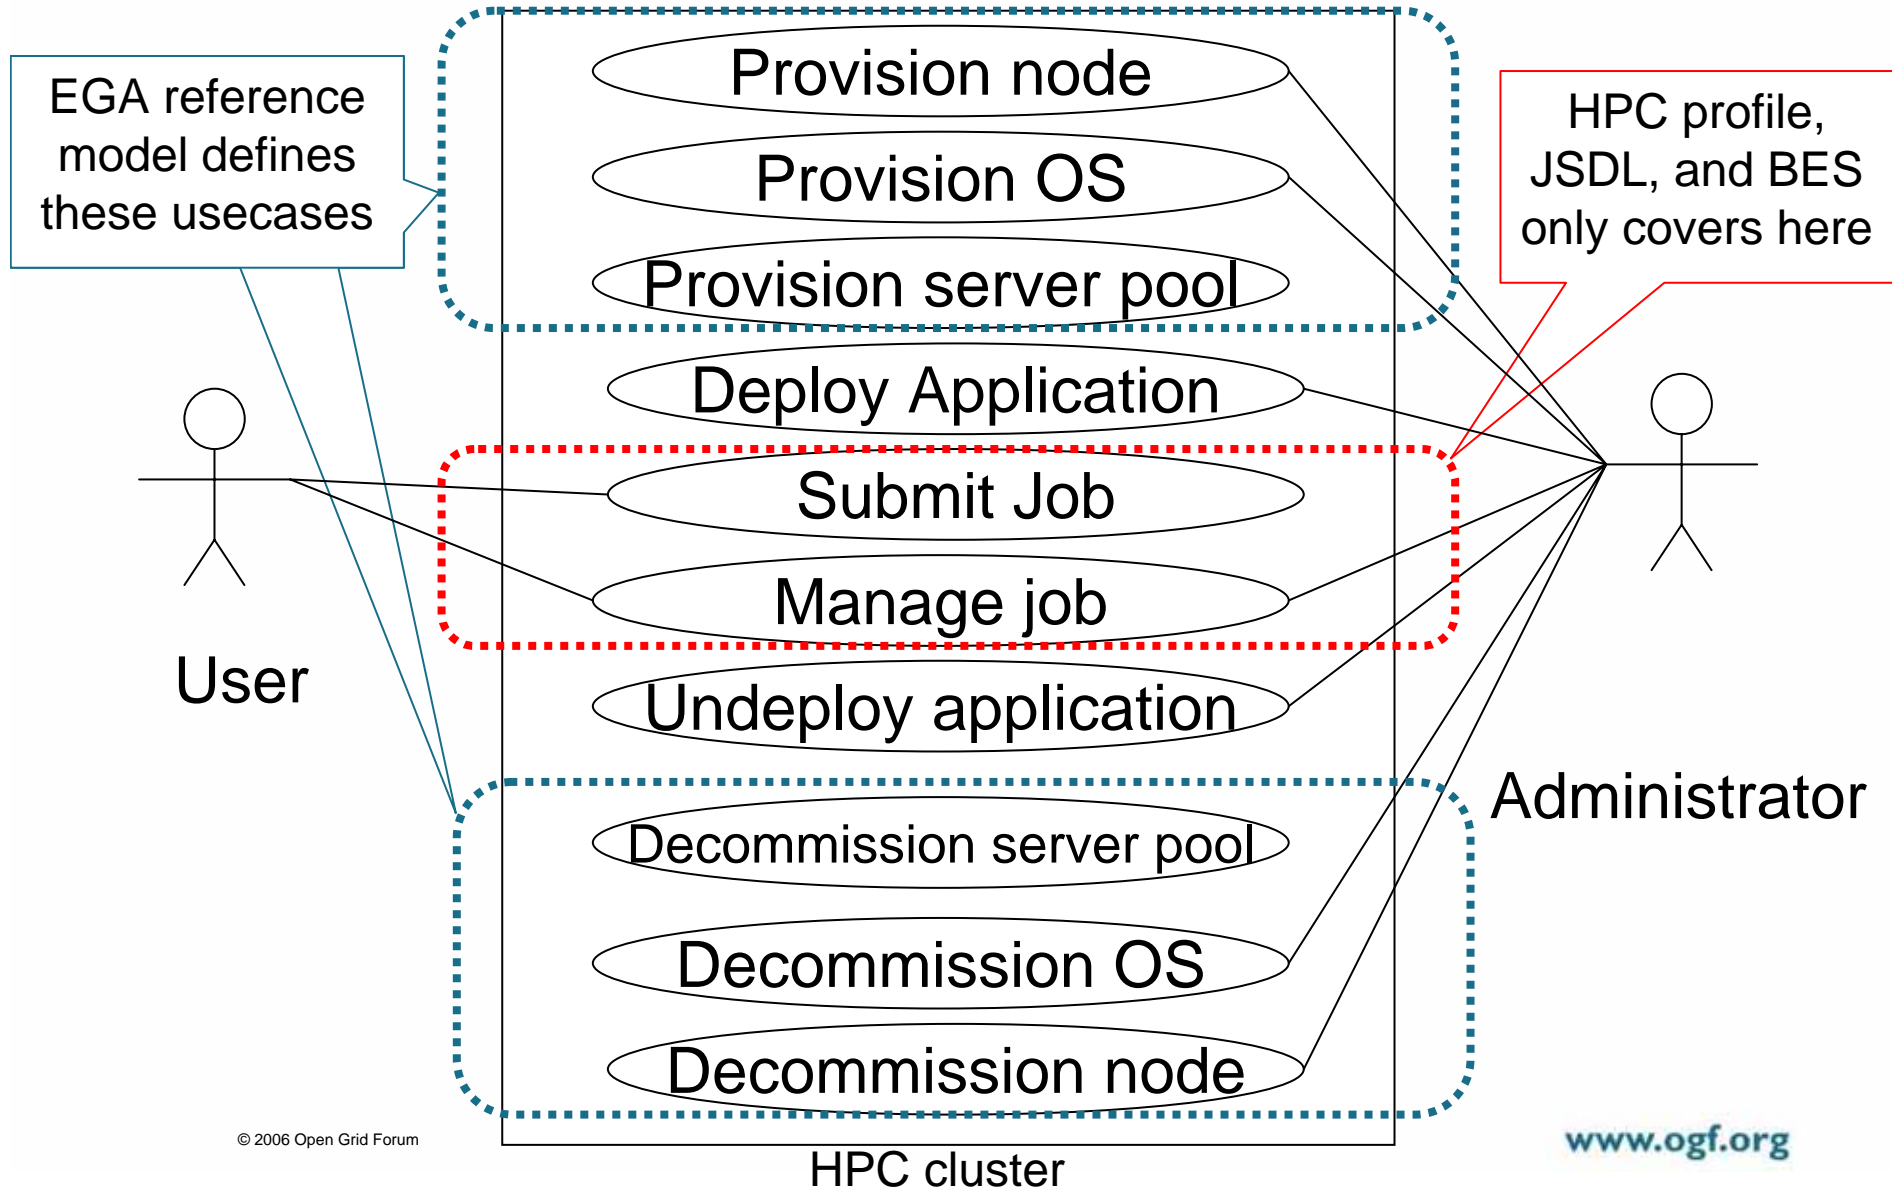 EGA reference
model defines
these usecases
Provision node
Provision OS
Provision server pool
HPC profile,
JSDL, and BES
only covers here
Deploy Application
Submit Job
Manage job
Undeploy application
User
Administrator
Decommission server pool
Decommission OS
Decommission node
© 2006 Open Grid Forum
HPC cluster
www.ogf.org